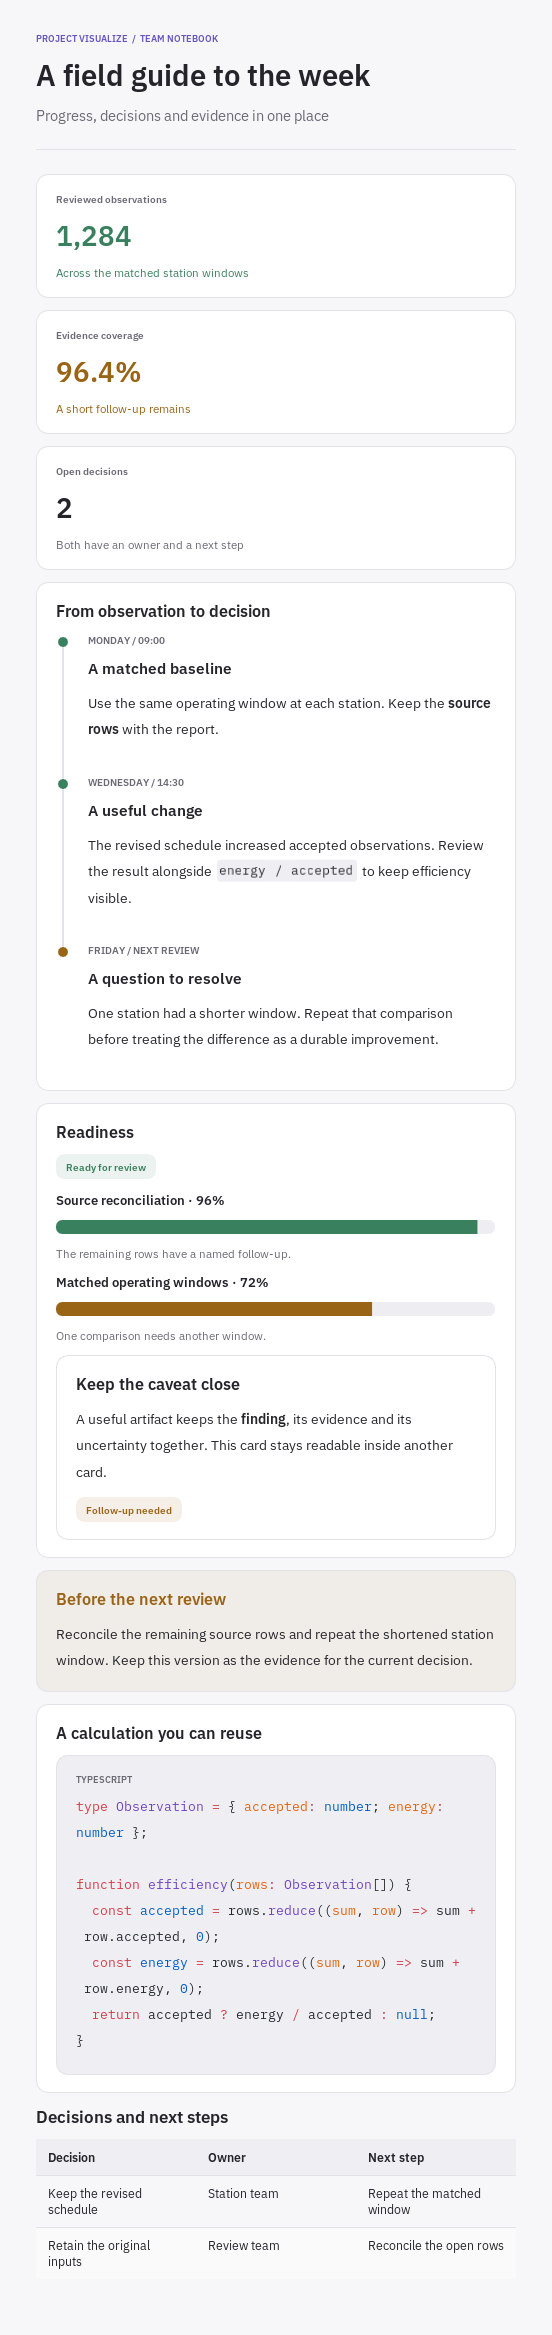 PROJECT VISUALIZE / TEAM NOTEBOOK
A field guide to the week
Progress, decisions and evidence in one place
Reviewed observations
1,284
Across the matched station windows
Evidence coverage
96.4%
A short follow-up remains
Open decisions
2
Both have an owner and a next step
From observation to decision
MONDAY / 09:00
A matched baseline
Use the same operating window at each station. Keep the source
rows with the report.
WEDNESDAY / 14:30
A useful change
The revised schedule increased accepted observations. Review
the result alongside energy / accepted to keep efficiency
visible.
FRIDAY / NEXT REVIEW
A question to resolve
One station had a shorter window. Repeat that comparison
before treating the difference as a durable improvement.
Readiness
Ready for review
Source reconciliation · 96%
The remaining rows have a named follow-up.
Matched operating windows · 72%
One comparison needs another window.
Keep the caveat close
A useful artifact keeps the finding, its evidence and its
uncertainty together. This card stays readable inside another
card.
Follow-up needed
Before the next review
Reconcile the remaining source rows and repeat the shortened station
window. Keep this version as the evidence for the current decision.
A calculation you can reuse
TYPESCRIPT
type Observation = { accepted: number; energy:
number };
function efficiency(rows: Observation[]) {
  const accepted = rows.reduce((sum, row) => sum +
 row.accepted, 0);
  const energy = rows.reduce((sum, row) => sum +
 row.energy, 0);
  return accepted ? energy / accepted : null;
}
Decisions and next steps
Decision Owner Next step
Keep the revised Station team Repeat the matched
schedule window
Retain the original Review team Reconcile the open rows
inputs